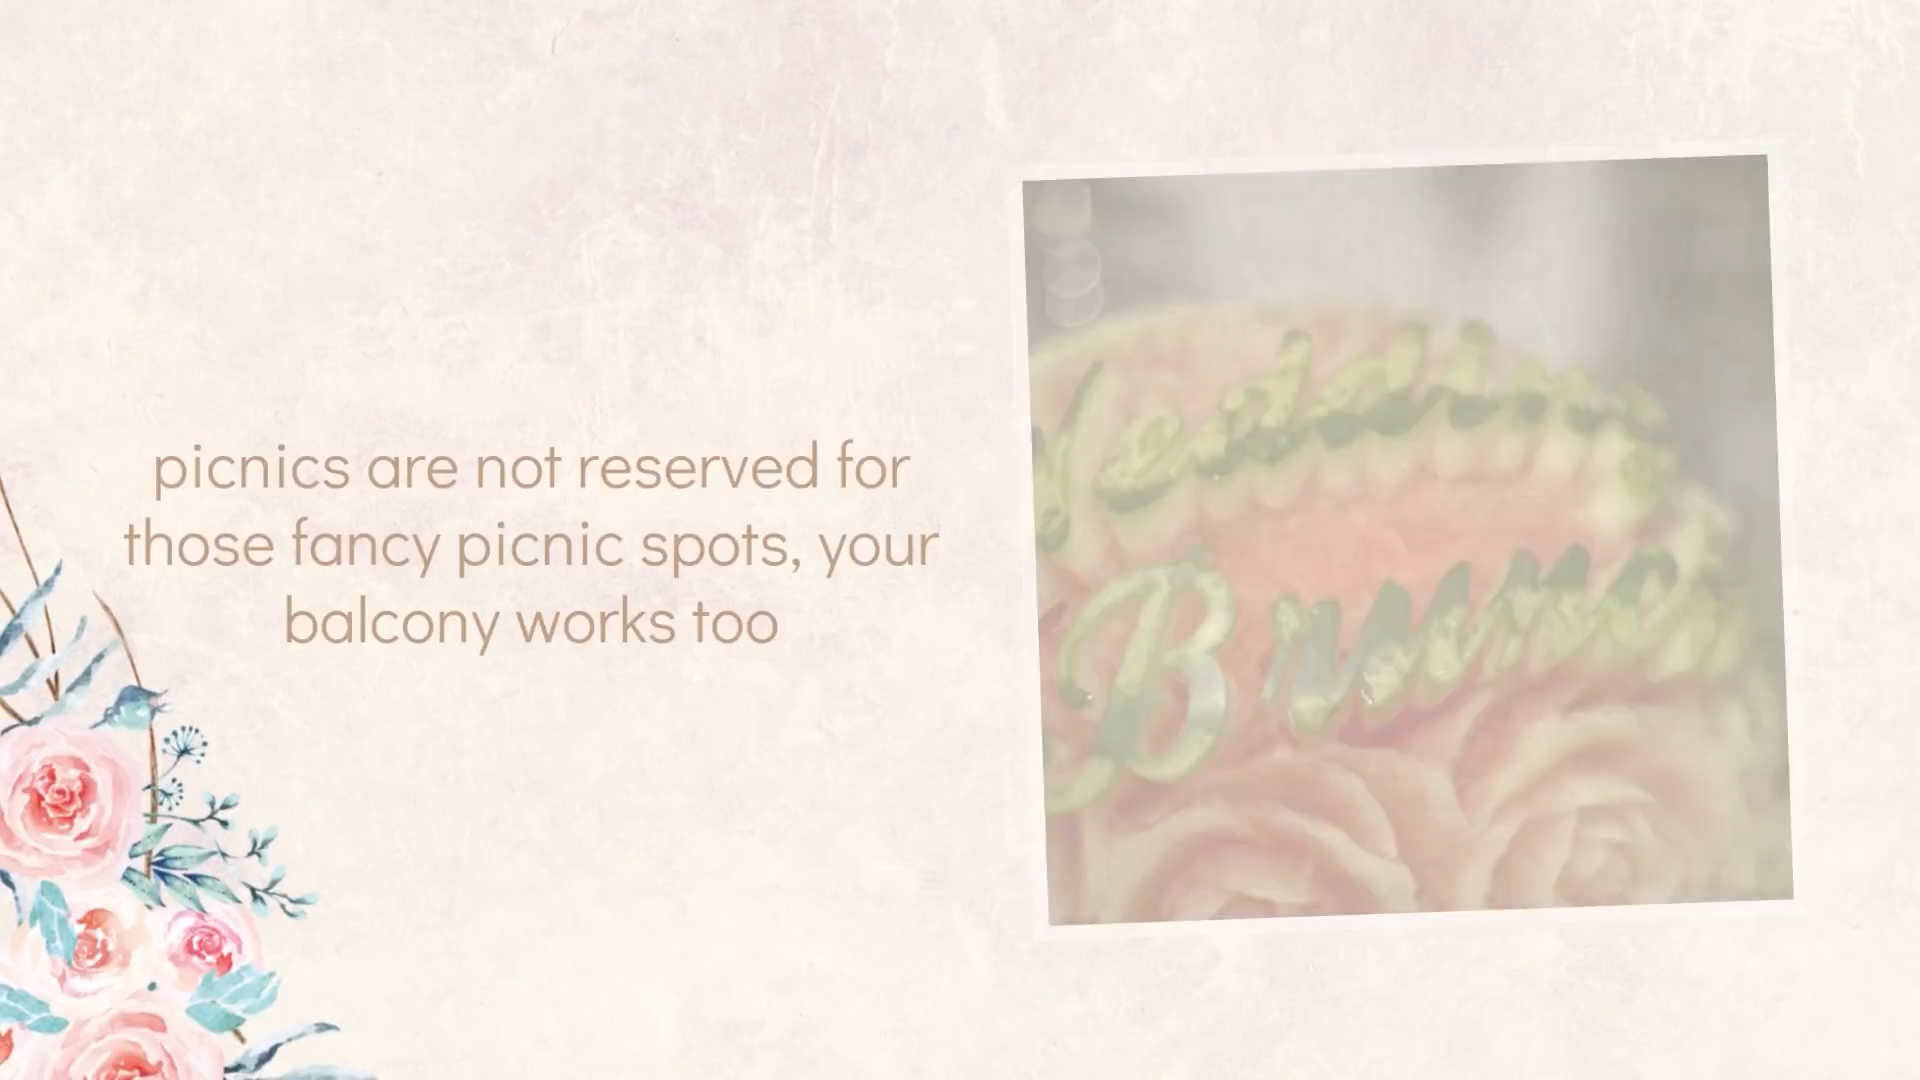 picnics are not reserved for
those fancy picnic spots, your
balcony works too